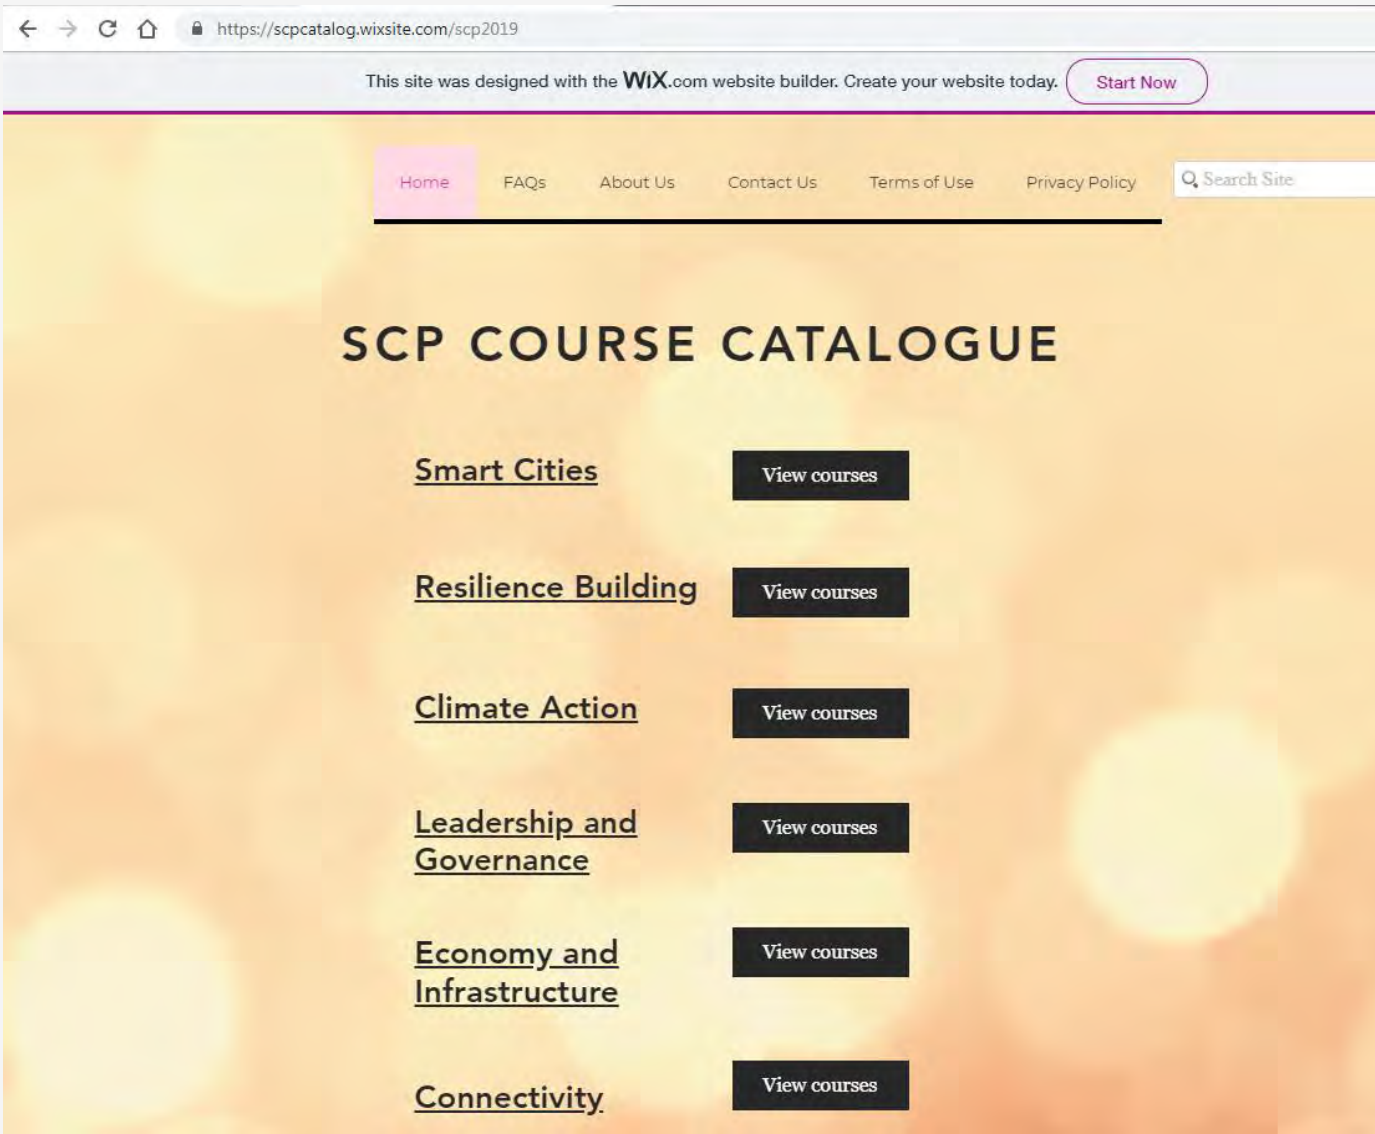 https://scpcatalog.wixsite.com/scp2019
This site was designed with the WiX.com website builder. Create your website today. Start Now
Home FAQs About Us Contact Us Terms of Use Privacy Policy Search Site
SCP COURSE CATALOGUE
Smart Cities View courses
Resilience Building View courses
Climate Action View courses
Leadership and View courses
Governance
Economy and View courses
Infrastructure
Connectivity View courses